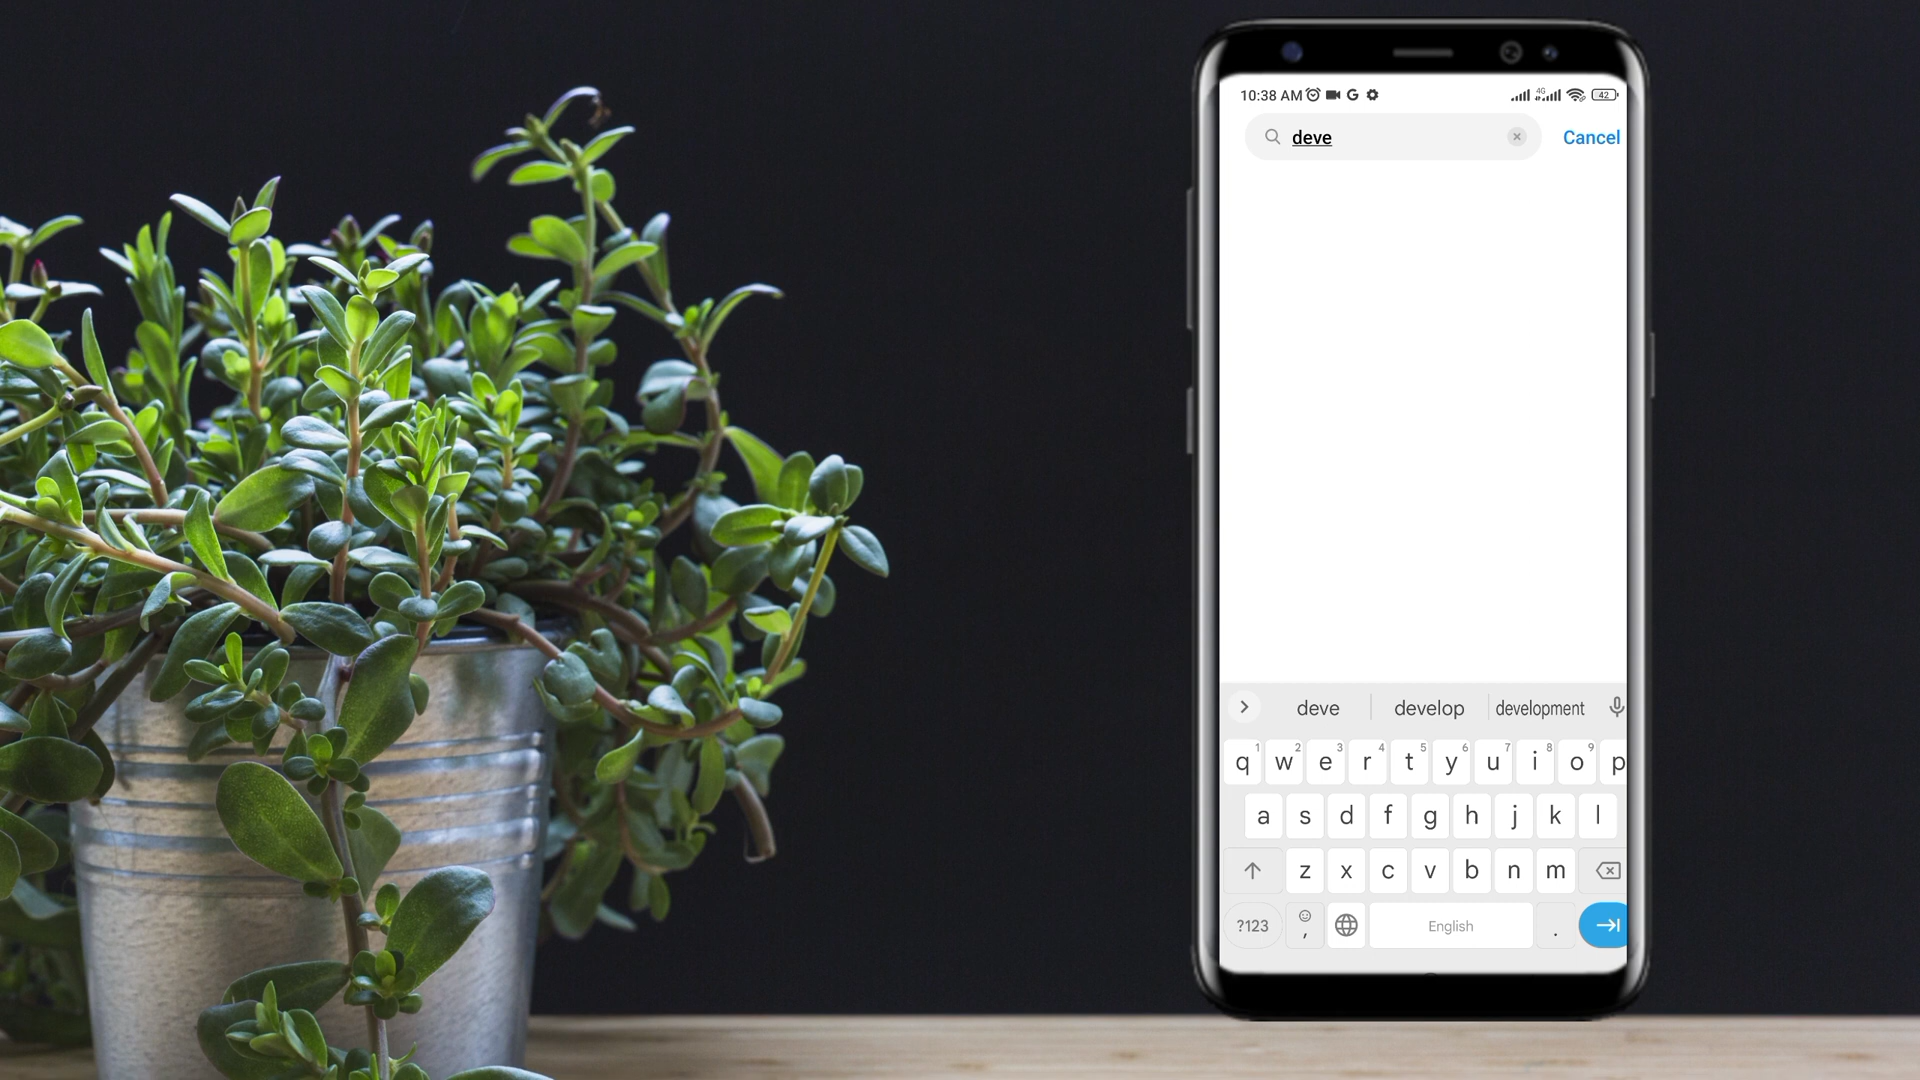 10:38 AM G 4G 42
deve Cancel
deve develop development
1 2 3 4 5 6 7 8 9
q w e r t y u i o p
a s d f g h j k l
z x c v b n m
?123 , English .